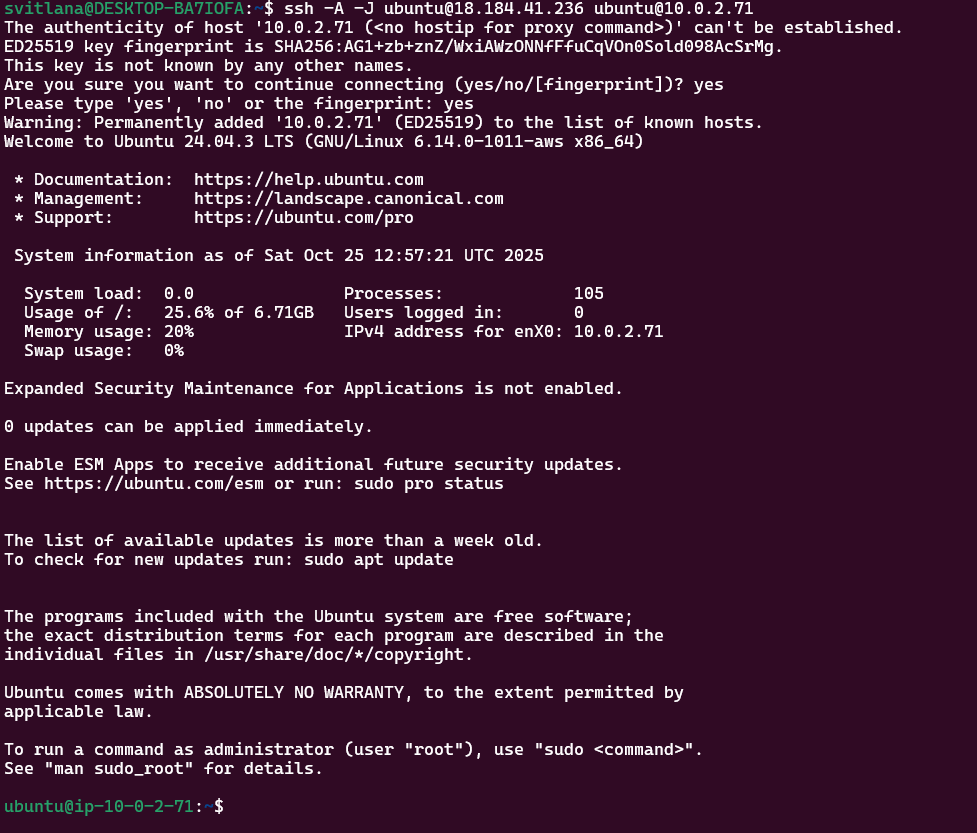 svitlana@DESKTOP-BA7IOFA:~$ ssh -A -J ubuntu@18.184.41.236 ubuntu@10.0.2.71
The authenticity of host '10.0.2.71 (<no hostip for proxy command>)' can't be established.
ED25519 key fingerprint is SHA256:AG1+zb+znZ/WxiAWzONNfFfuCqVOn0Sold098AcSrMg.
This key is not known by any other names.
Are you sure you want to continue connecting (yes/no/[fingerprint])? yes
Please type 'yes', 'no' or the fingerprint: yes
Warning: Permanently added '10.0.2.71' (ED25519) to the list of known hosts.
Welcome to Ubuntu 24.04.3 LTS (GNU/Linux 6.14.0-1011-aws x86_64)
* Documentation: https://help.ubuntu.com
* Management: https://landscape.canonical.com
* Support: https://ubuntu.com/pro
System information as of Sat Oct 25 12:57:21 UTC 2025
System load: 0.0 Processes: 105
Usage of /: 25.6% of 6.71GB Users logged in: 0
Memory usage: 20% IPv4 address for enX0: 10.0.2.71
Swap usage: 0%
Expanded Security Maintenance for Applications is not enabled.
0 updates can be applied immediately.
Enable ESM Apps to receive additional future security updates.
See https://ubuntu.com/esm or run: sudo pro status
The list of available updates is more than a week old.
To check for new updates run: sudo apt update
The programs included with the Ubuntu system are free software;
the exact distribution terms for each program are described in the
individual files in /usr/share/doc/*/copyright.
Ubuntu comes with ABSOLUTELY NO WARRANTY, to the extent permitted by
applicable law.
To run a command as administrator (user "root"), use "sudo <command>".
See "man sudo_root" for details.
ubuntu@ip-10-0-2-71:~$